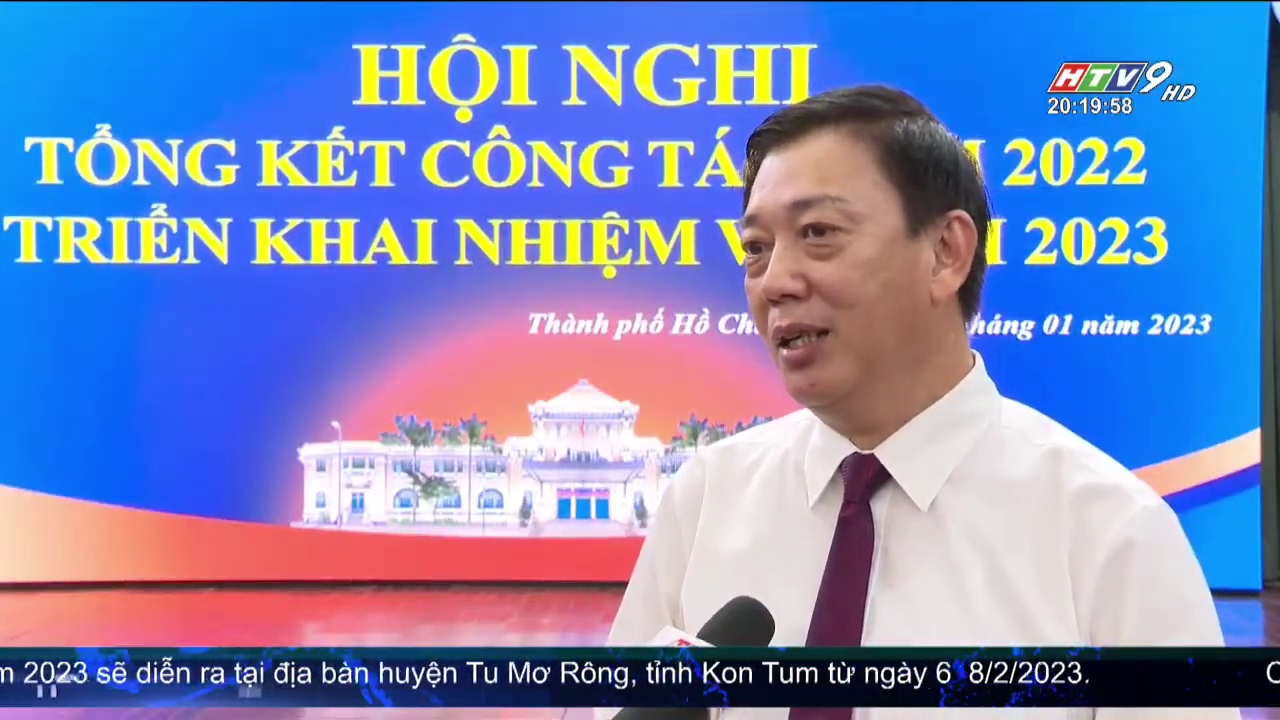 HỘI NGHỊ
TỔNG KẾT CÔNG TÁ 2022
TRIỂN KHAI NHIỆM V 2023
Thành phố Hồ Ch háng 01 năm 2023
HTV9 HD
20:19:58
m 2023 sẽ diễn ra tại địa bàn huyện Tu Mơ Rông, tỉnh Kon Tum từ ngày 6 8/2/2023.